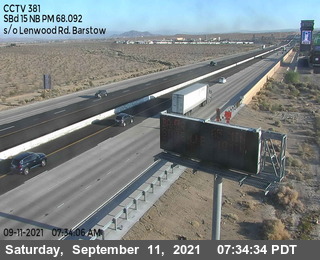 CCTV 381
SBd 15 NB PM 68.092
s/o Lenwood Rd. Barstow
09-11-2021 07:34:06 AM
Saturday, September 11, 2021 07:34:34 PDT